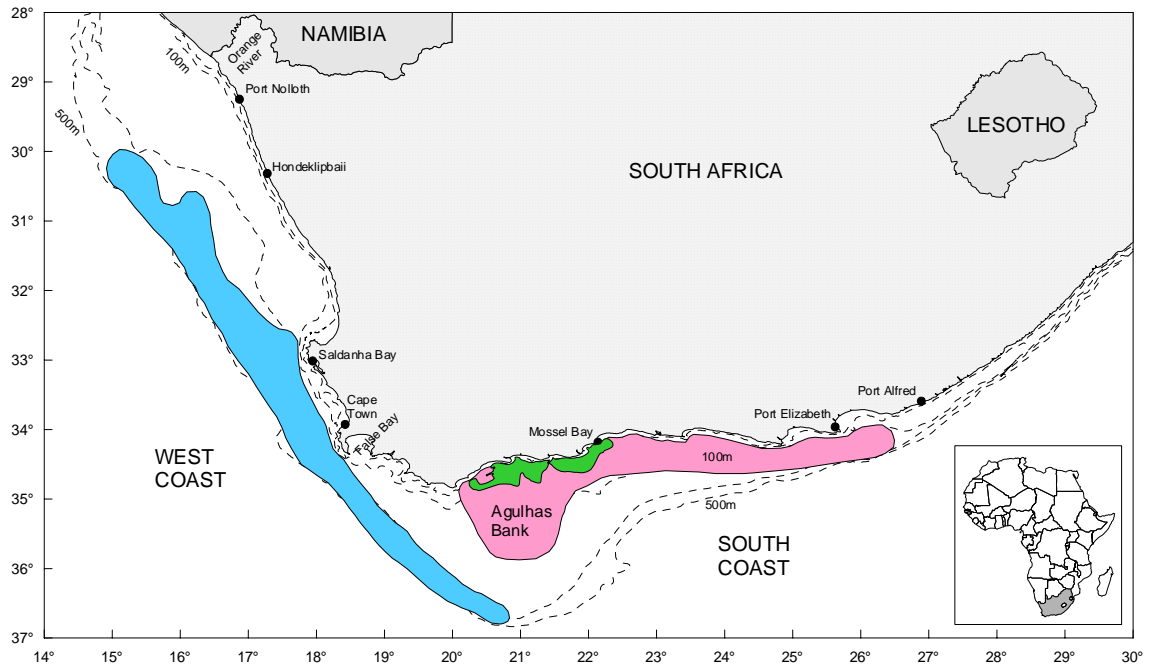 28°
NAMIBIA
Orange
River
100m
29°
Port Nolloth
500m
LESOTHO
30°
Hondeklipbaii
SOUTH AFRICA
31°
32°
33°
Saldanha Bay
Cape
Town
Port Alfred
Port Elizabeth
34°
False Bay
Mossel Bay
100m
WEST
COAST
35°
500m
Agulhas
Bank
SOUTH
COAST
36°
37°
14°
15°
16°
17°
18°
19°
20°
21°
22°
23°
24°
25°
26°
27°
28°
29°
30°